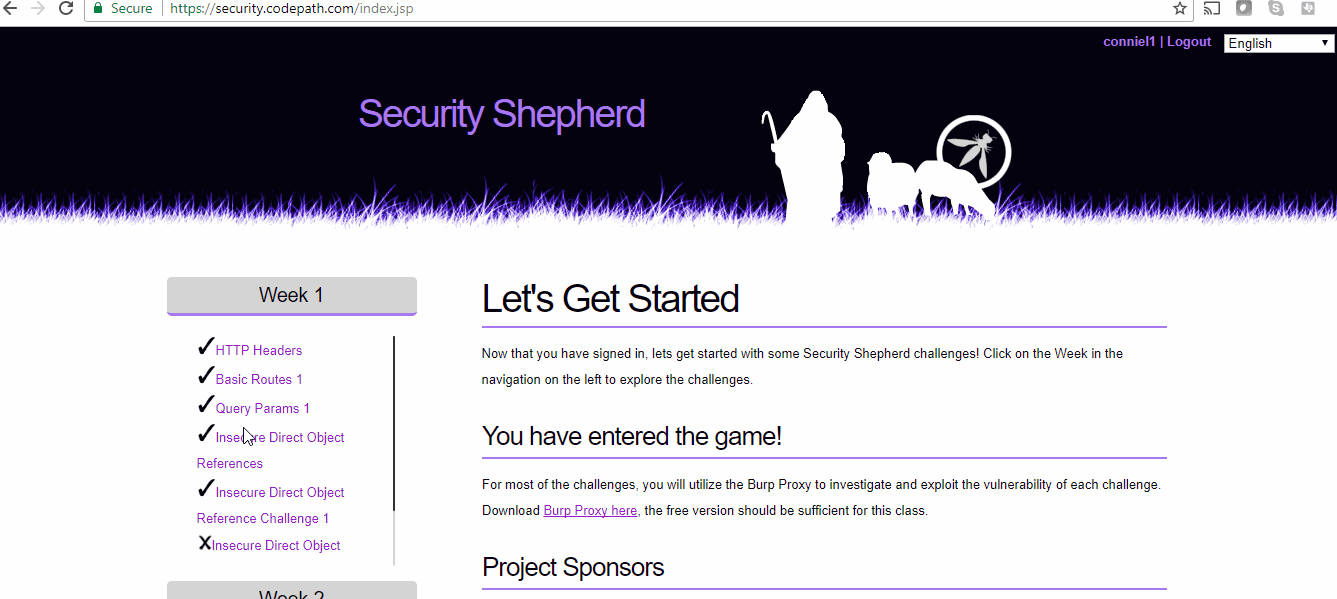 Secure
https://security.codepath.com/index.jsp
conniel1 | Logout
English
Security Shepherd
Week 1
HTTP Headers
Basic Routes 1
Query Params 1
Insecure Direct Object
References
Insecure Direct Object
Reference Challenge 1
Insecure Direct Object
Week 2
Let's Get Started
Now that you have signed in, lets get started with some Security Shepherd challenges! Click on the Week in the
navigation on the left to explore the challenges.
You have entered the game!
For most of the challenges, you will utilize the Burp Proxy to investigate and exploit the vulnerability of each challenge.
Download Burp Proxy here, the free version should be sufficient for this class.
Project Sponsors